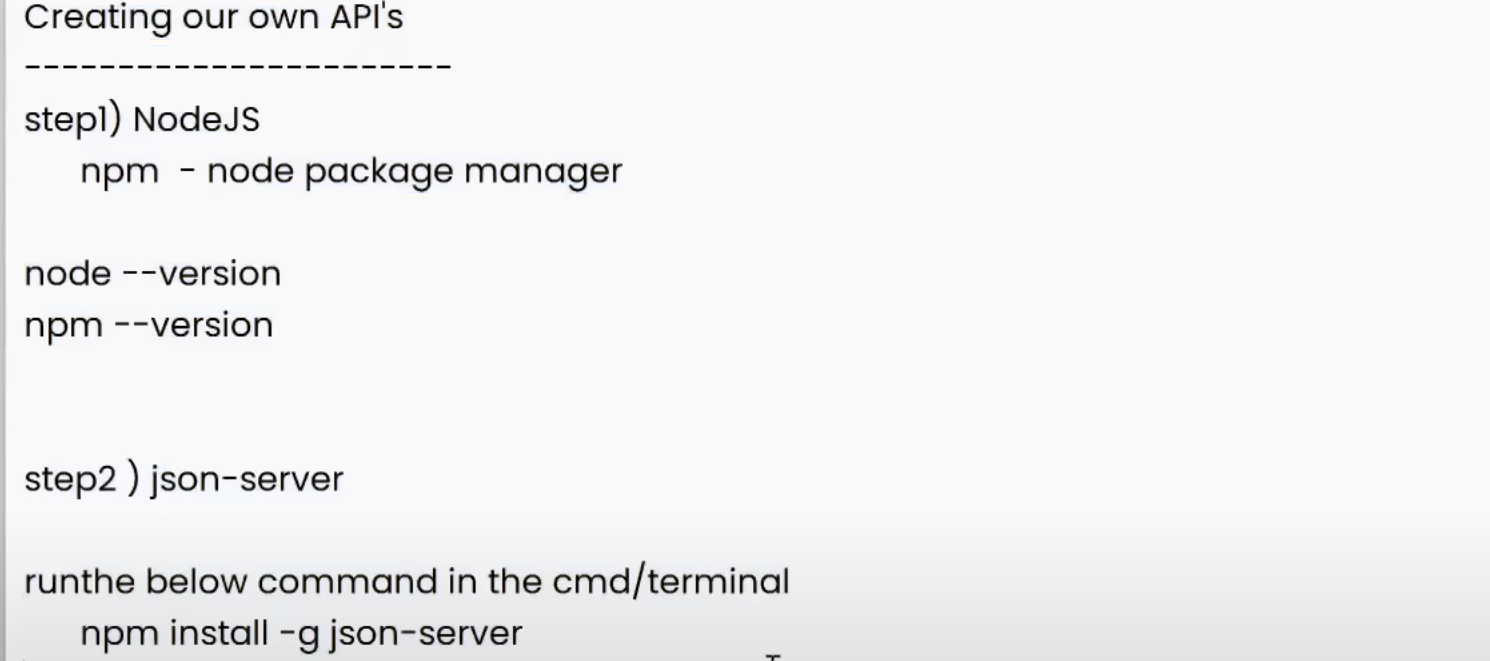 Creating our own API's
-----------------------
step1) NodeJS
npm - node package manager
node --version
npm --version
step2 ) json-server
runthe below command in the cmd/terminal
npm install -g json-server